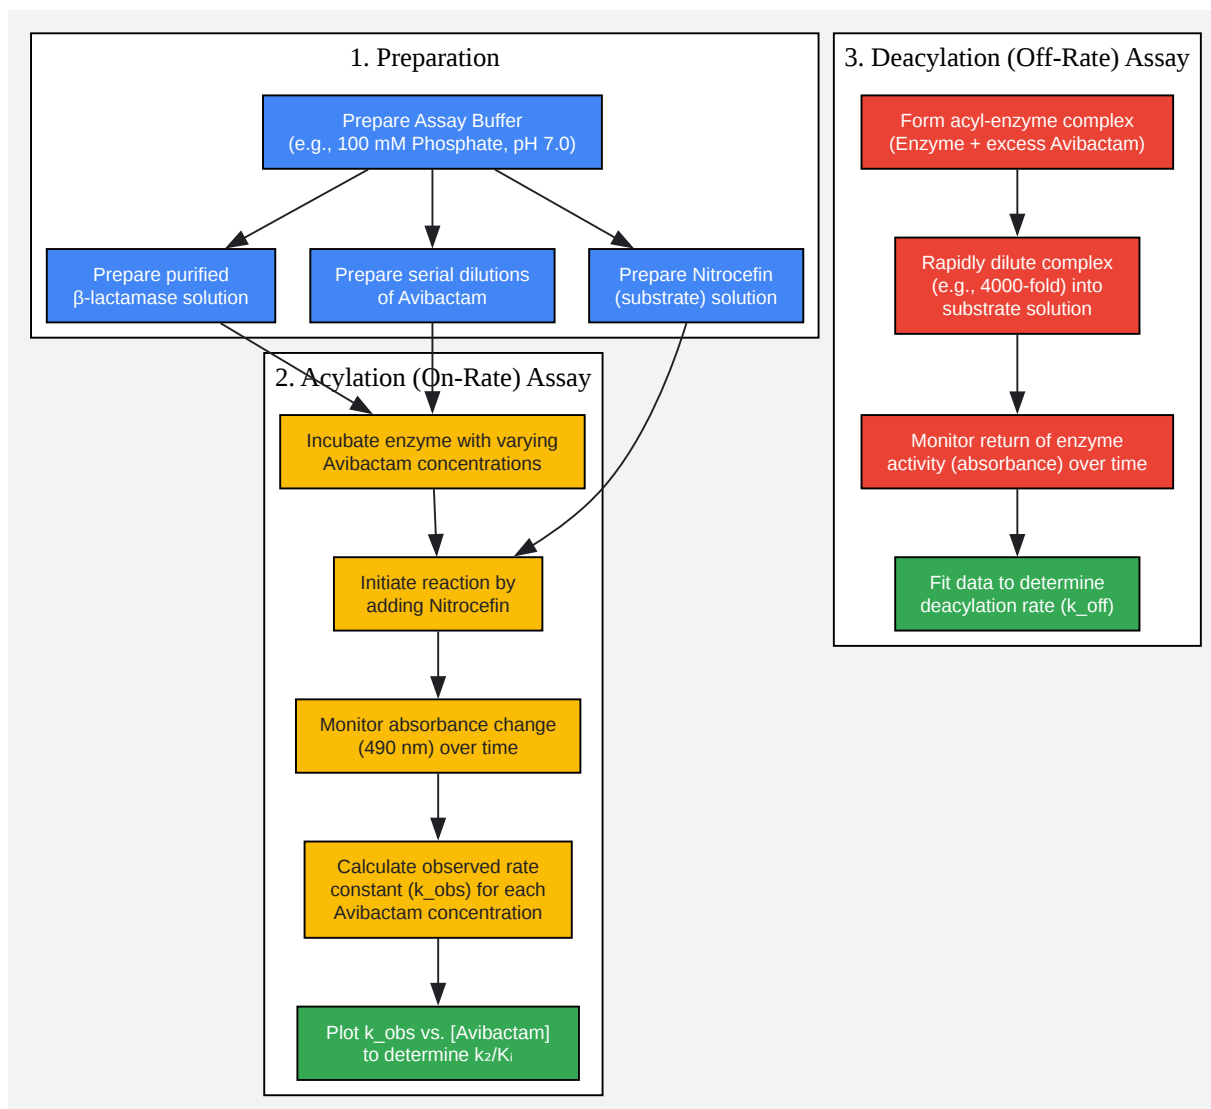 1. Preparation
Prepare Assay Buffer
(e.g., 100 mM Phosphate, pH 7.0)
Prepare purified
β-lactamase solution
Prepare serial dilutions
of Avibactam
Prepare Nitrocefin
(substrate) solution
2. Acylation (On-Rate) Assay
Incubate enzyme with varying
Avibactam concentrations
Initiate reaction by
adding Nitrocefin
Monitor absorbance change
(490 nm) over time
Calculate observed rate
constant (k_obs) for each
Avibactam concentration
Plot k_obs vs. [Avibactam]
to determine k₂/Kᵢ
3. Deacylation (Off-Rate) Assay
Form acyl-enzyme complex
(Enzyme + excess Avibactam)
Rapidly dilute complex
(e.g., 4000-fold) into
substrate solution
Monitor return of enzyme
activity (absorbance) over time
Fit data to determine
deacylation rate (k_off)